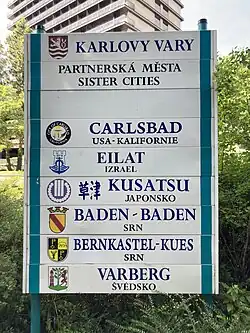 KARLOVY VARY
PARTNERSKÁ MĚSTA
SISTER CITIES
CARLSBAD
USA-KALIFORNIE
EILAT
IZRAEL
草津 KUSATSU
JAPONSKO
BADEN-BADEN
SRN
BERNKASTEL-KUES
SRN
VARBERG
ŠVÉDSKO